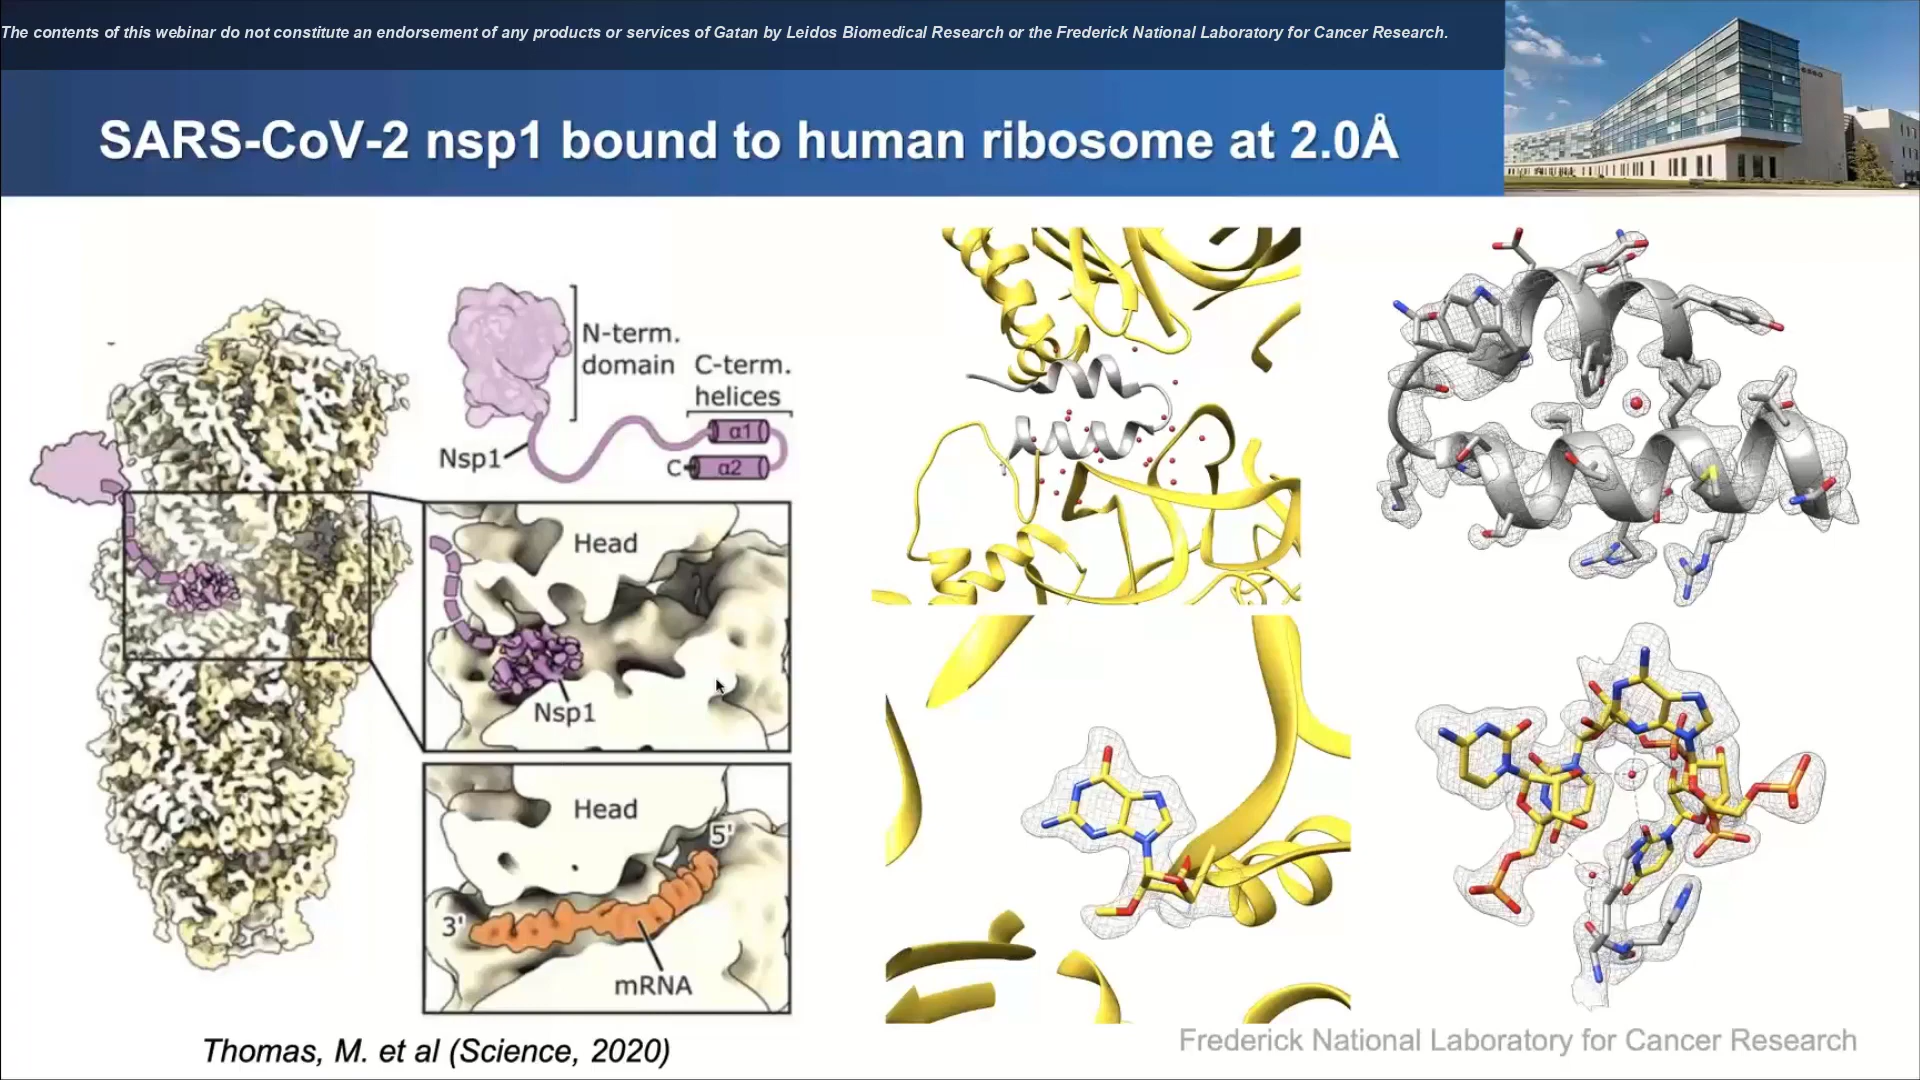 The contents of this webinar do not constitute an endorsement of any products or services of Gatan by Leidos Biomedical Research or the Frederick National Laboratory for Cancer Research.
SARS-CoV-2 nsp1 bound to human ribosome at 2.0Å
N-term.
domain
C-term.
helices
α1
Nsp1
C
α2
Head
Nsp1
Head
5'
3'
mRNA
Thomas, M. et al (Science, 2020)
Frederick National Laboratory for Cancer Research